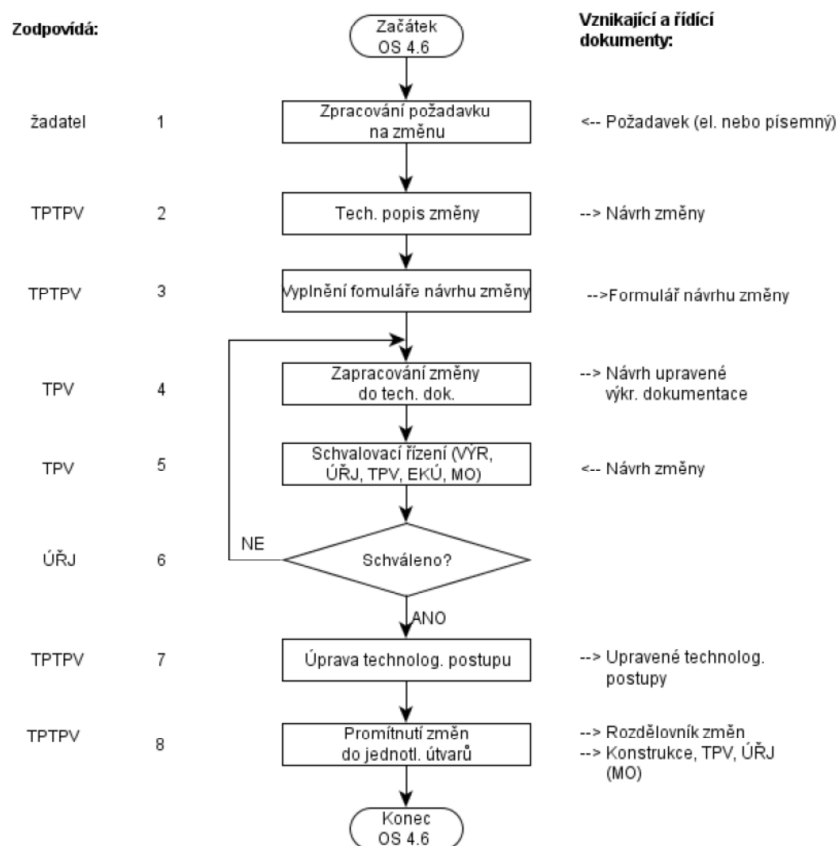 Zodpovídá:
Začátek
OS 4.6
Vznikající a řídící
dokumenty:
žadatel
1
Zpracování požadavku
na změnu
<-- Požadavek (el. nebo písemný)
TPTPV
2
Tech. popis změny
--> Návrh změny
TPTPV
3
Vyplnění fomuláře návrhu změny
-->Formulář návrhu změny
TPV
4
Zapracování změny
do tech. dok.
--> Návrh upravené
výkr. dokumentace
TPV
5
Schvalovací řízení (VÝR,
ÚŘJ, TPV, EKÚ, MO)
<-- Návrh změny
NE
ÚŘJ
6
Schváleno?
ANO
TPTPV
7
Úprava technolog. postupu
--> Upravené technolog.
postupy
TPTPV
8
Promítnutí změn
do jednotl. útvarů
--> Rozdělovník změn
--> Konstrukce, TPV, ÚŘJ
(MO)
Konec
OS 4.6